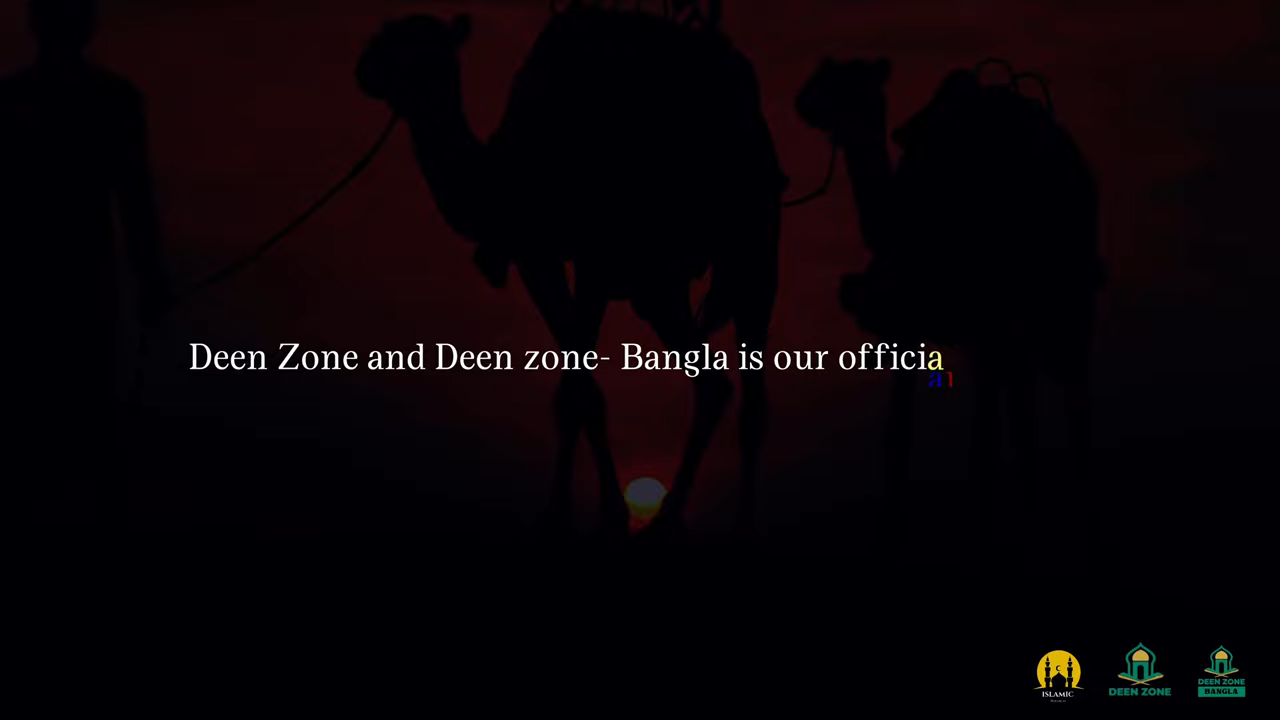 Deen Zone and Deen zone- Bangla is our officia
ISLAMIC
DEEN ZONE
DEEN ZONE
BANGLA